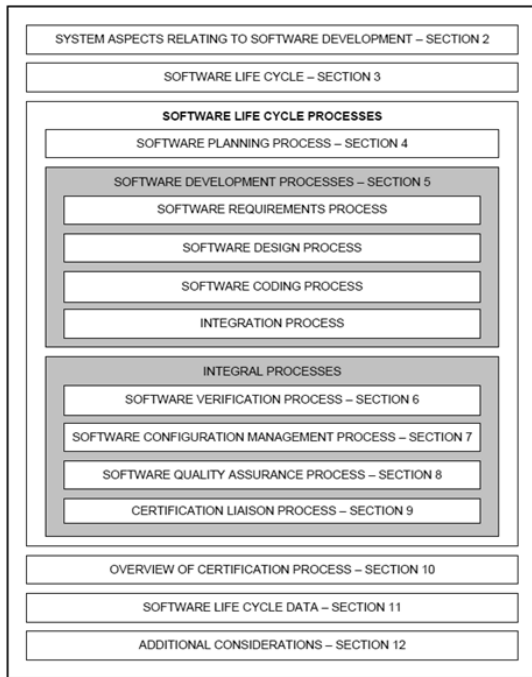 SYSTEM ASPECTS RELATING TO SOFTWARE DEVELOPMENT – SECTION 2
SOFTWARE LIFE CYCLE – SECTION 3
SOFTWARE LIFE CYCLE PROCESSES
SOFTWARE PLANNING PROCESS – SECTION 4
SOFTWARE DEVELOPMENT PROCESSES – SECTION 5
SOFTWARE REQUIREMENTS PROCESS
SOFTWARE DESIGN PROCESS
SOFTWARE CODING PROCESS
INTEGRATION PROCESS
INTEGRAL PROCESSES
SOFTWARE VERIFICATION PROCESS – SECTION 6
SOFTWARE CONFIGURATION MANAGEMENT PROCESS – SECTION 7
SOFTWARE QUALITY ASSURANCE PROCESS – SECTION 8
CERTIFICATION LIAISON PROCESS – SECTION 9
OVERVIEW OF CERTIFICATION PROCESS – SECTION 10
SOFTWARE LIFE CYCLE DATA – SECTION 11
ADDITIONAL CONSIDERATIONS – SECTION 12